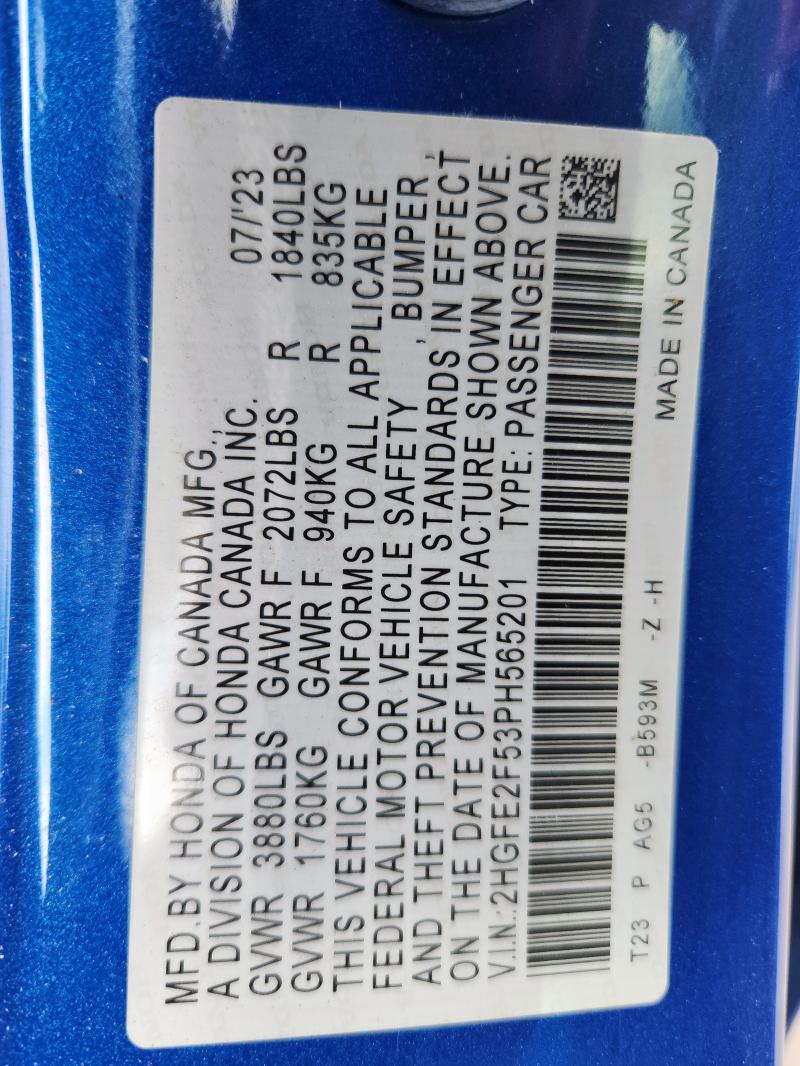 MFD.BY HONDA OF CANADA MFG.,
A DIVISION OF HONDA CANADA INC. 07/'23
GVWR 3880LBS GAWR F 2072LBS R 1840LBS
GVWR 1760KG GAWR F 940KG R 835KG
THIS VEHICLE CONFORMS TO ALL APPLICABLE
FEDERAL MOTOR VEHICLE SAFETY , BUMPER ,
AND THEFT PREVENTION STANDARDS IN EFFECT
ON THE DATE OF MANUFACTURE SHOWN ABOVE.
V.I.N.:2HGFE2F53PH565201 TYPE: PASSENGER CAR
T23 P AG5 -B593M -Z -H MADE IN CANADA